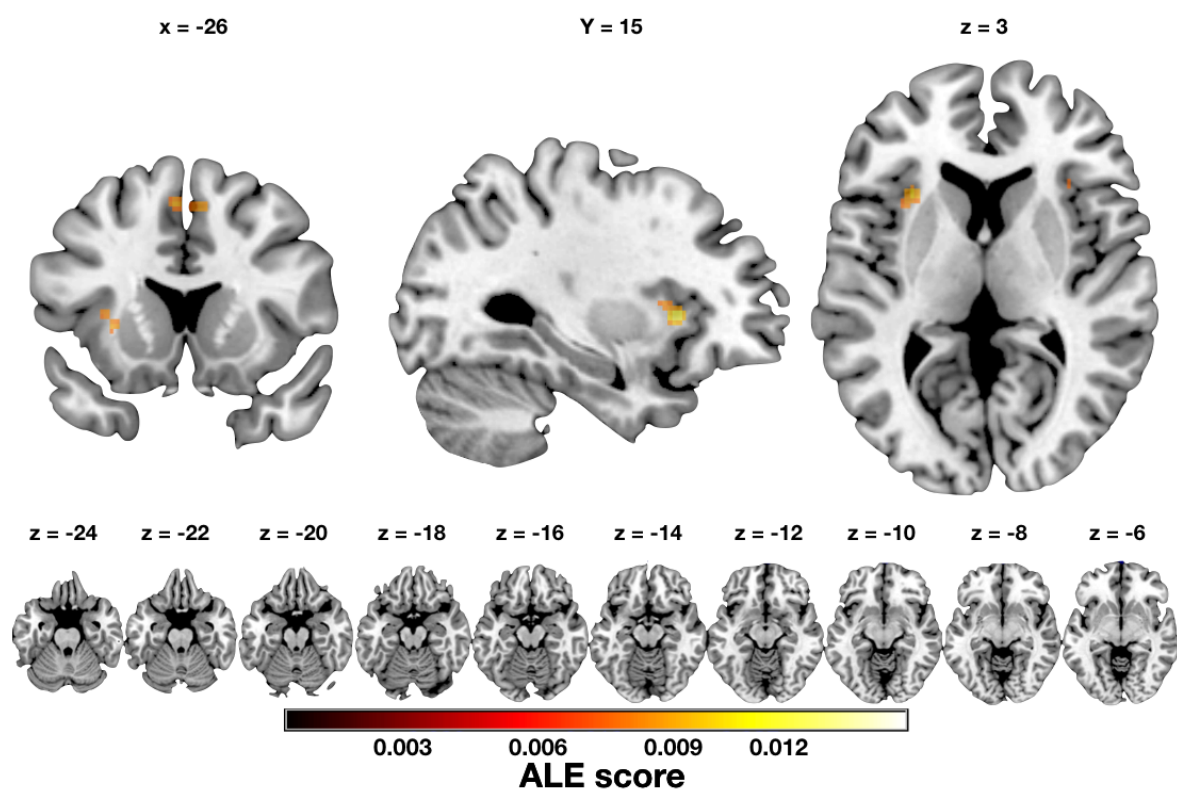 x = -26 Y = 15 z = 3
z = -24 z = -22 z = -20 z = -18 z = -16 z = -14 z = -12 z = -10 z = -8 z = -6
0.003 0.006 0.009 0.012
ALE score